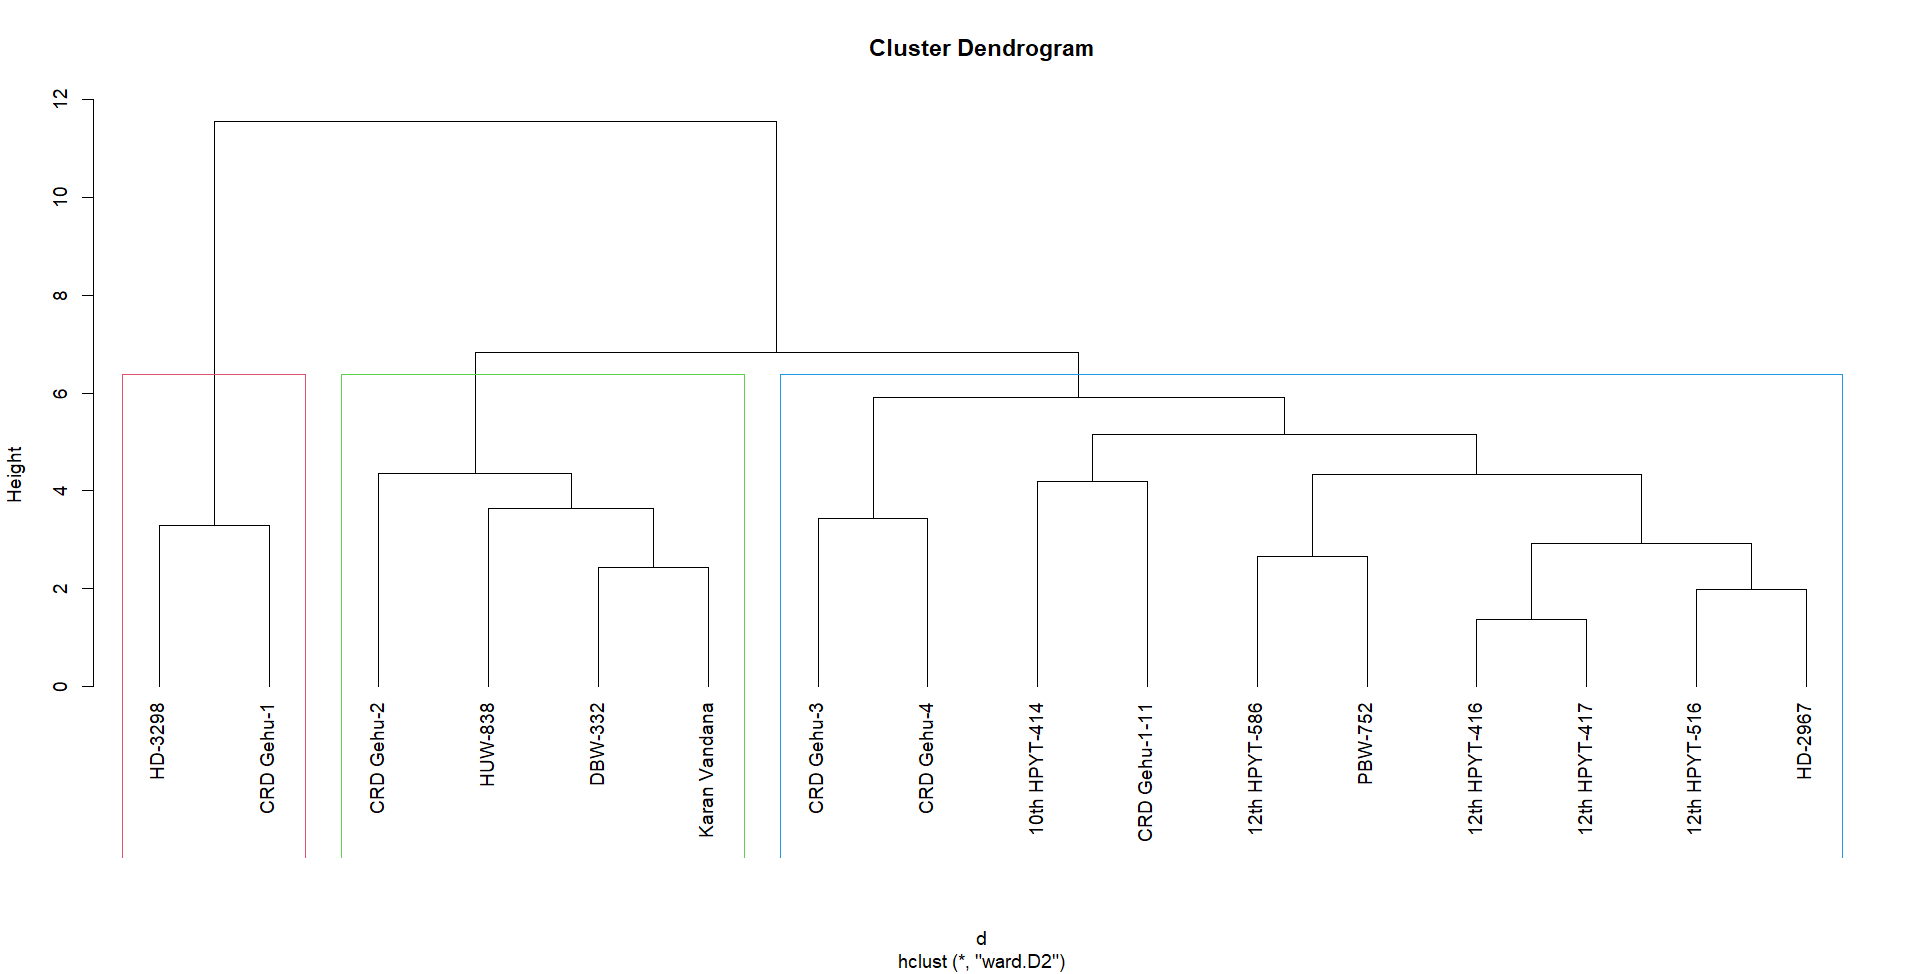 Cluster Dendrogram
12
10
8
6
4
2
0
Height
HD-3298
CRD Gehu-1
CRD Gehu-2
HUW-838
DBW-332
Karan Vandana
CRD Gehu-3
CRD Gehu-4
10th HPYT-414
CRD Gehu-1-11
12th HPYT-586
PBW-752
12th HPYT-416
12th HPYT-417
12th HPYT-516
HD-2967
d
hclust (*, "ward.D2")